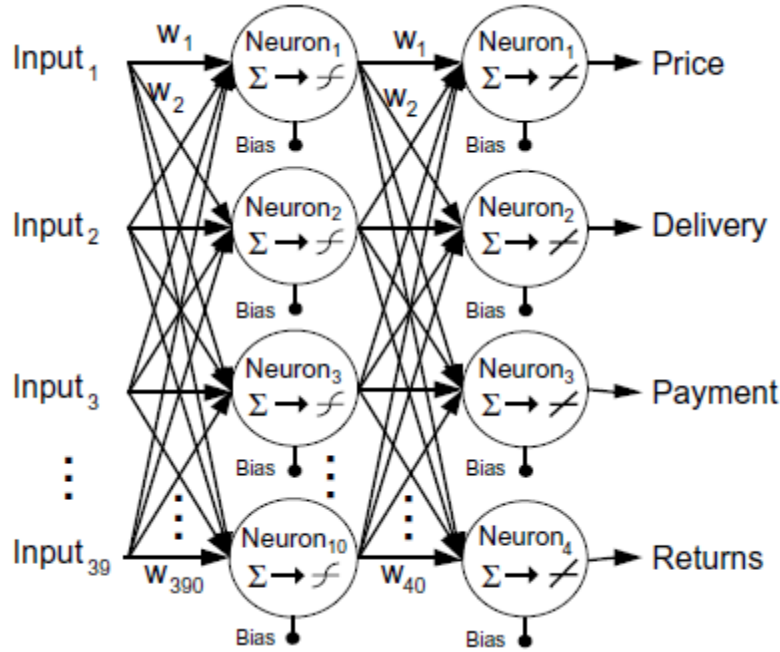 Input₁ w₁ Neuron₁ w₁ Neuron₁ Price
w₂ Σ w₂ Σ
Bias Bias
Input₂ Neuron₂ Neuron₂ Delivery
Σ Σ
Bias Bias
Input₃ Neuron₃ Neuron₃ Payment
Σ Σ
Bias Bias
Input₃₉ Neuron₁₀ Neuron₄ Returns
w₃₉₀ Σ w₄₀ Σ
Bias Bias